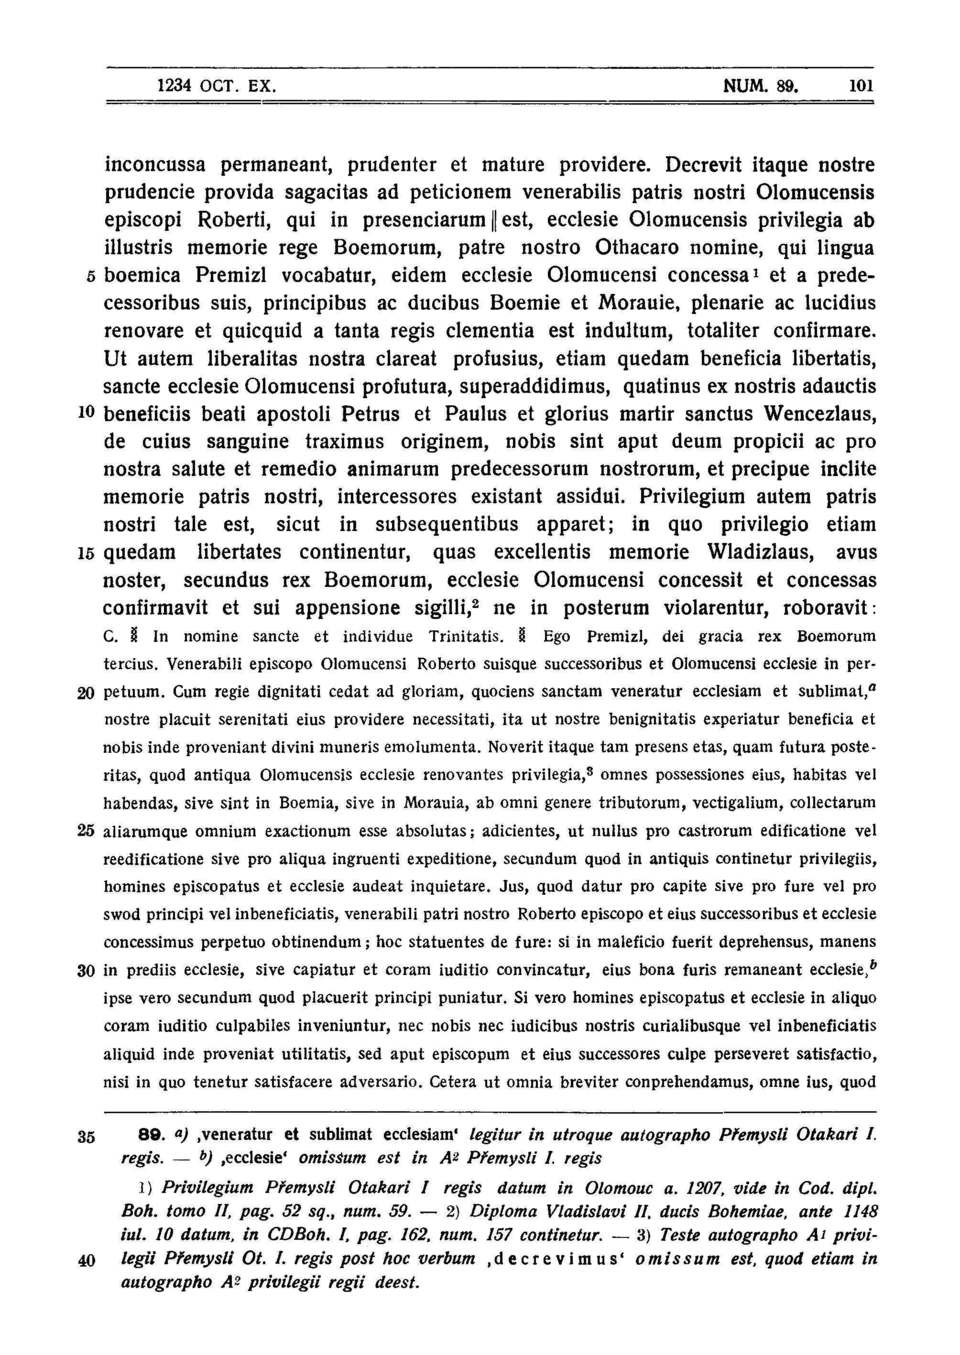 1234 OCT. EX. NUM. 89. 101
inconcussa permaneant, prudenter et mature providere. Decrevit itaque nostre
prudencie provida sagacitas ad peticionem venerabilis patris nostri Olomucensis
episcopi Roberti, qui in presenciarum || est, ecclesie Olomucensis privilegia ab
illustris memorie rege Boemorum, patre nostro Othacaro nomine, qui lingua
5 boemica Premizl vocabatur, eidem ecclesie Olomucensi concessa¹ et a prede-
cessoribus suis, principibus ac ducibus Boemie et Morauie, plenarie ac lucidius
renovare et quicquid a tanta regis clementia est indultum, totaliter confirmare.
Ut autem liberalitas nostra clareat profusius, etiam quedam beneficia libertatis,
sancte ecclesie Olomucensi profutura, superaddidimus, quatinus ex nostris adauctis
10 beneficiis beati apostoli Petrus et Paulus et glorius martir sanctus Wencezlaus,
de cuius sanguine traximus originem, nobis sint aput deum propicii ac pro
nostra salute et remedio animarum predecessorum nostrorum, et precipue inclite
memorie patris nostri, intercessores existant assidui. Privilegium autem patris
nostri tale est, sicut in subsequentibus apparet; in quo privilegio etiam
15 quedam libertates continentur, quas excellentis memorie Wladizlaus, avus
noster, secundus rex Boemorum, ecclesie Olomucensi concessit et concessas
confirmavit et sui appensione sigilli,² ne in posterum violarentur, roboravit:
C. In nomine sancte et individue Trinitatis. Ego Premizl, dei gracia rex Boemorum
tercius. Venerabili episcopo Olomucensi Roberto suisque successoribus et Olomucensi ecclesie in per-
20 petuum. Cum regie dignitati cedat ad gloriam, quociens sanctam veneratur ecclesiam et sublimat,ᵃ
nostre placuit serenitati eius providere necessitati, ita ut nostre benignitatis experiatur beneficia et
nobis inde proveniant divini muneris emolumenta. Noverit itaque tam presens etas, quam futura poste-
ritas, quod antiqua Olomucensis ecclesie renovantes privilegia,³ omnes possessiones eius, habitas vel
habendas, sive sint in Boemia, sive in Morauia, ab omni genere tributorum, vectigalium, collectarum
25 aliarumque omnium exactionum esse absolutas; adicientes, ut nullus pro castrorum edificatione vel
reedificatione sive pro aliqua ingruenti expeditione, secundum quod in antiquis continetur privilegiis,
homines episcopatus et ecclesie audeat inquietare. Jus, quod datur pro capite sive pro fure vel pro
swod principi vel inbeneficiatis, venerabili patri nostro Roberto episcopo et eius successoribus et ecclesie
concessimus perpetuo obtinendum; hoc statuentes de fure: si in maleficio fuerit deprehensus, manens
30 in prediis ecclesie, sive capiatur et coram iuditio convincatur, eius bona furis remaneant ecclesie,ᵇ
ipse vero secundum quod placuerit principi puniatur. Si vero homines episcopatus et ecclesie in aliquo
coram iuditio culpabiles inveniuntur, nec nobis nec iudicibus nostris curialibusque vel inbeneficiatis
aliquid inde proveniat utilitatis, sed aput episcopum et eius successores culpe perseveret satisfactio,
nisi in quo tenetur satisfacere adversario. Cetera ut omnia breviter conprehendamus, omne ius, quod
35 89. a) ‚veneratur et sublimat ecclesiam‘ legitur in utroque autographo Přemysli Otakari I.
regis. — b) ‚ecclesie‘ omissum est in A2 Přemysli I. regis
1) Privilegium Přemysli Otakari I regis datum in Olomouc a. 1207, vide in Cod. dipl.
Boh. tomo II, pag. 52 sq., num. 59. — 2) Diploma Vladislavi II, ducis Bohemiae, ante 1148
iul. 10 datum, in CDBoh. I, pag. 162, num. 157 continetur. — 3) Teste autographo A1 privi-
40 legii Přemysli Ot. I. regis post hoc verbum ‚decrevimus‘ omissum est, quod etiam in
autographo A2 privilegii regii deest.